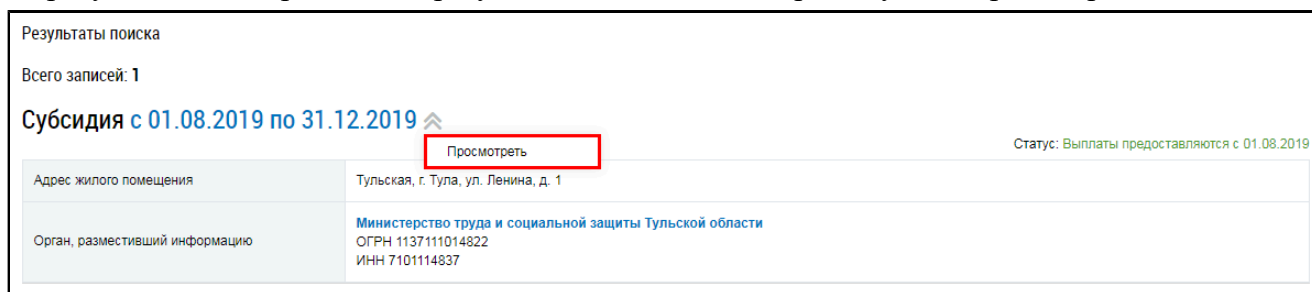 Результаты поиска
Всего записей: 1
Субсидия с 01.08.2019 по 31.12.2019
Просмотреть
Статус: Выплаты предоставляются с 01.08.2019
Адрес жилого помещения
Тульская, г. Тула, ул. Ленина, д. 1
Орган, разместивший информацию
Министерство труда и социальной защиты Тульской области
ОГРН 1137111014822
ИНН 7101114837